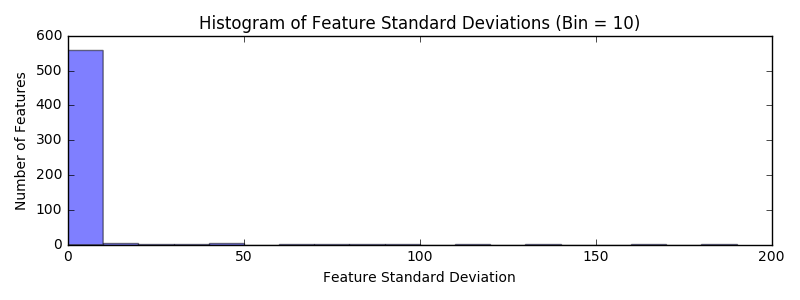 Histogram of Feature Standard Deviations (Bin = 10)
600
500
400
300
200
100
0
Number of Features
0 50 100 150 200
Feature Standard Deviation